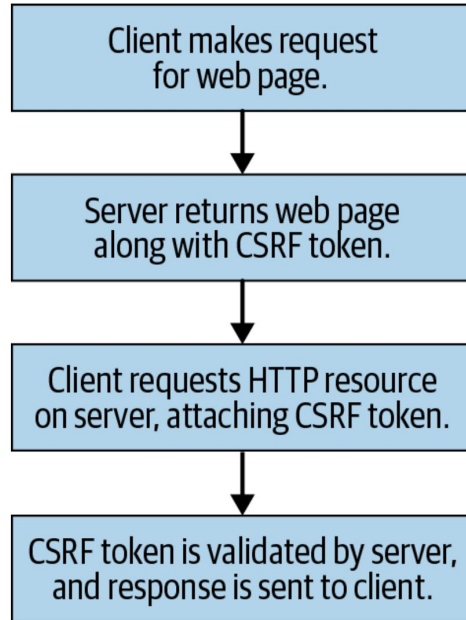 Client makes request
for web page.
Server returns web page
along with CSRF token.
Client requests HTTP resource
on server, attaching CSRF token.
CSRF token is validated by server,
and response is sent to client.